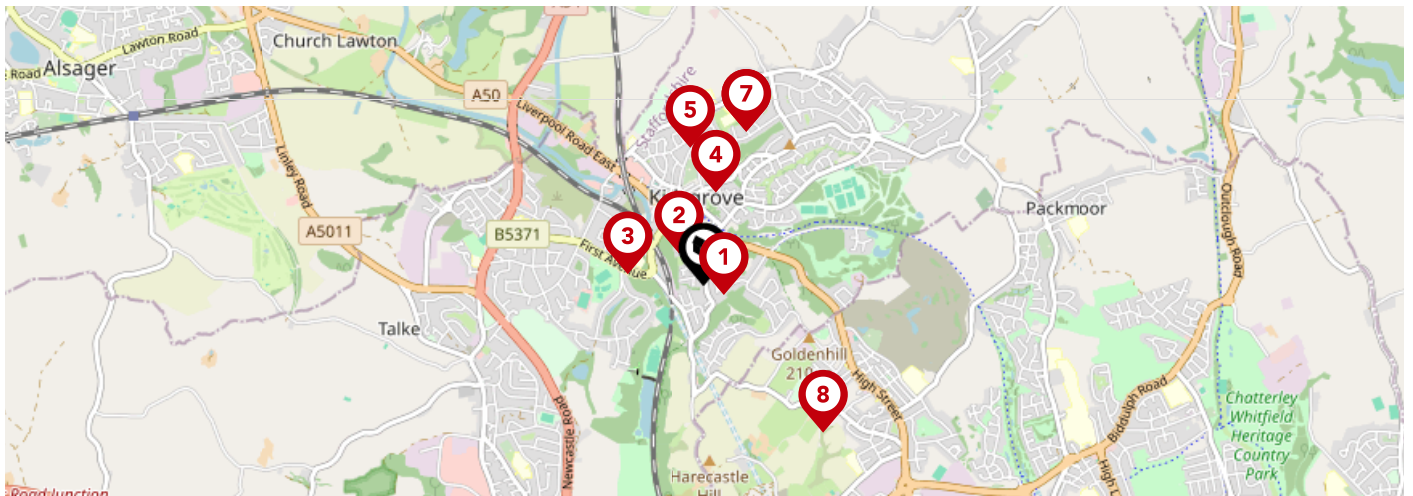 Church Lawton
Lawton Road
Road
Alsager
A50
Liverpool Road East
Staffordshire
5
7
4
Linley Road
A5011
B5371
First Avenue
3
2
1
Packmoor
Outclough Road
Talke
Goldenhill
210
High Street
8
Newcastle Road
Biddulph Road
Chatterley
Whitfield
Heritage
Country
Park
Harecastle
Hill
Road Junction